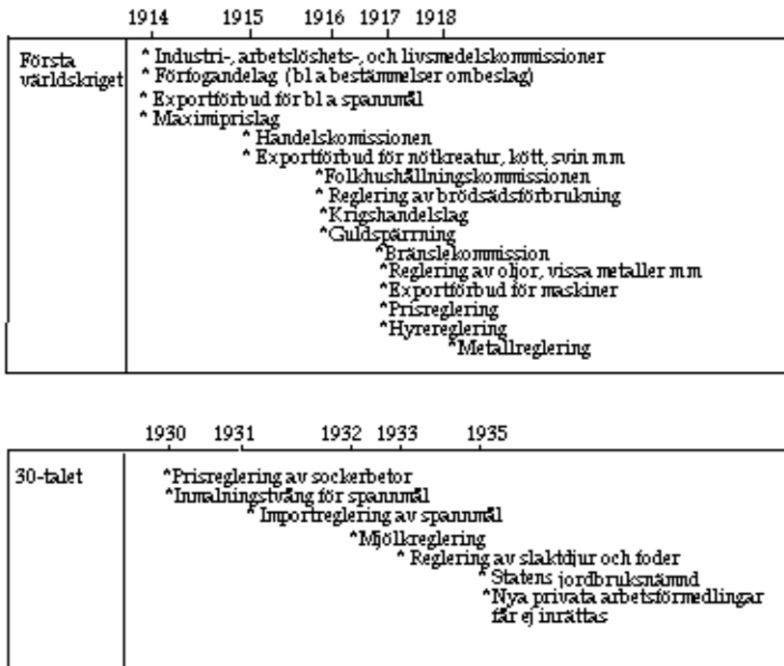 1914 1915 1916 1917 1918
Första
världskriget
* Industri-, arbetslöshets-, och livsmedelskommissioner
* Förfogandelag (bl a bestämmelser om beslag)
* Exportförbud för bl a spannmål
* Maximiprislag
* Handelskomissionen
* Exportförbud för nötkreatur, kött, svin m m
*Folkhushållningskommissionen
* Reglering av brödsädsförbrukning
*Krigshandelslag
*Guldspärrning
*Bränslekommission
*Reglering av oljor, vissa metaller m m
*Exportförbud för maskiner
*Prisreglering
*Hyrereglering
*Metallreglering
1930 1931 1932 1933 1935
30-talet
*Prisreglering av sockerbetor
*Inmalningstvång för spannmål
* Importreglering av spannmål
*Mjölkreglering
* Reglering av slaktdjur och foder
* Statens jordbruksnämnd
*Nya privata arbetsförmedlingar
får ej inrättas